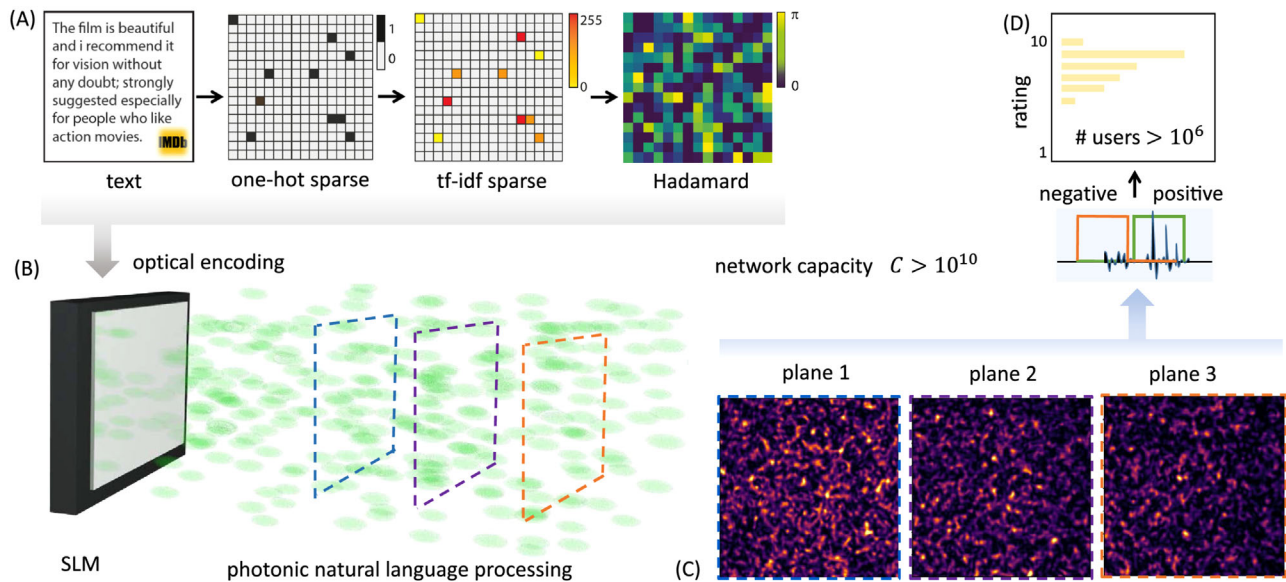 (A)
The film is beautiful
and i recommend it
for vision without
any doubt; strongly
suggested especially
for people who like
action movies.
IMDb
text
1
0
one-hot sparse
255
0
tf-idf sparse
π
0
Hadamard
(D)
10
rating
1
# users > 10⁶
negative positive
(B)
optical encoding
network capacity C > 10¹⁰
SLM
photonic natural language processing
(C)
plane 1 plane 2 plane 3